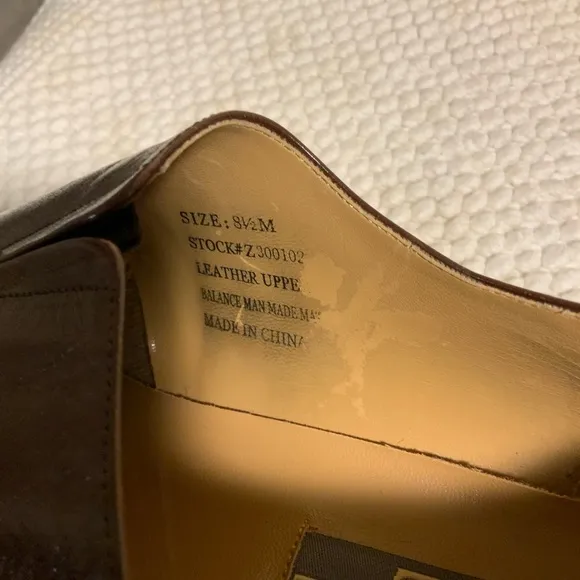 SIZE: 8½M
STOCK#Z300102
LEATHER UPPE
BALANCE MAN MADE MA
MADE IN CHINA